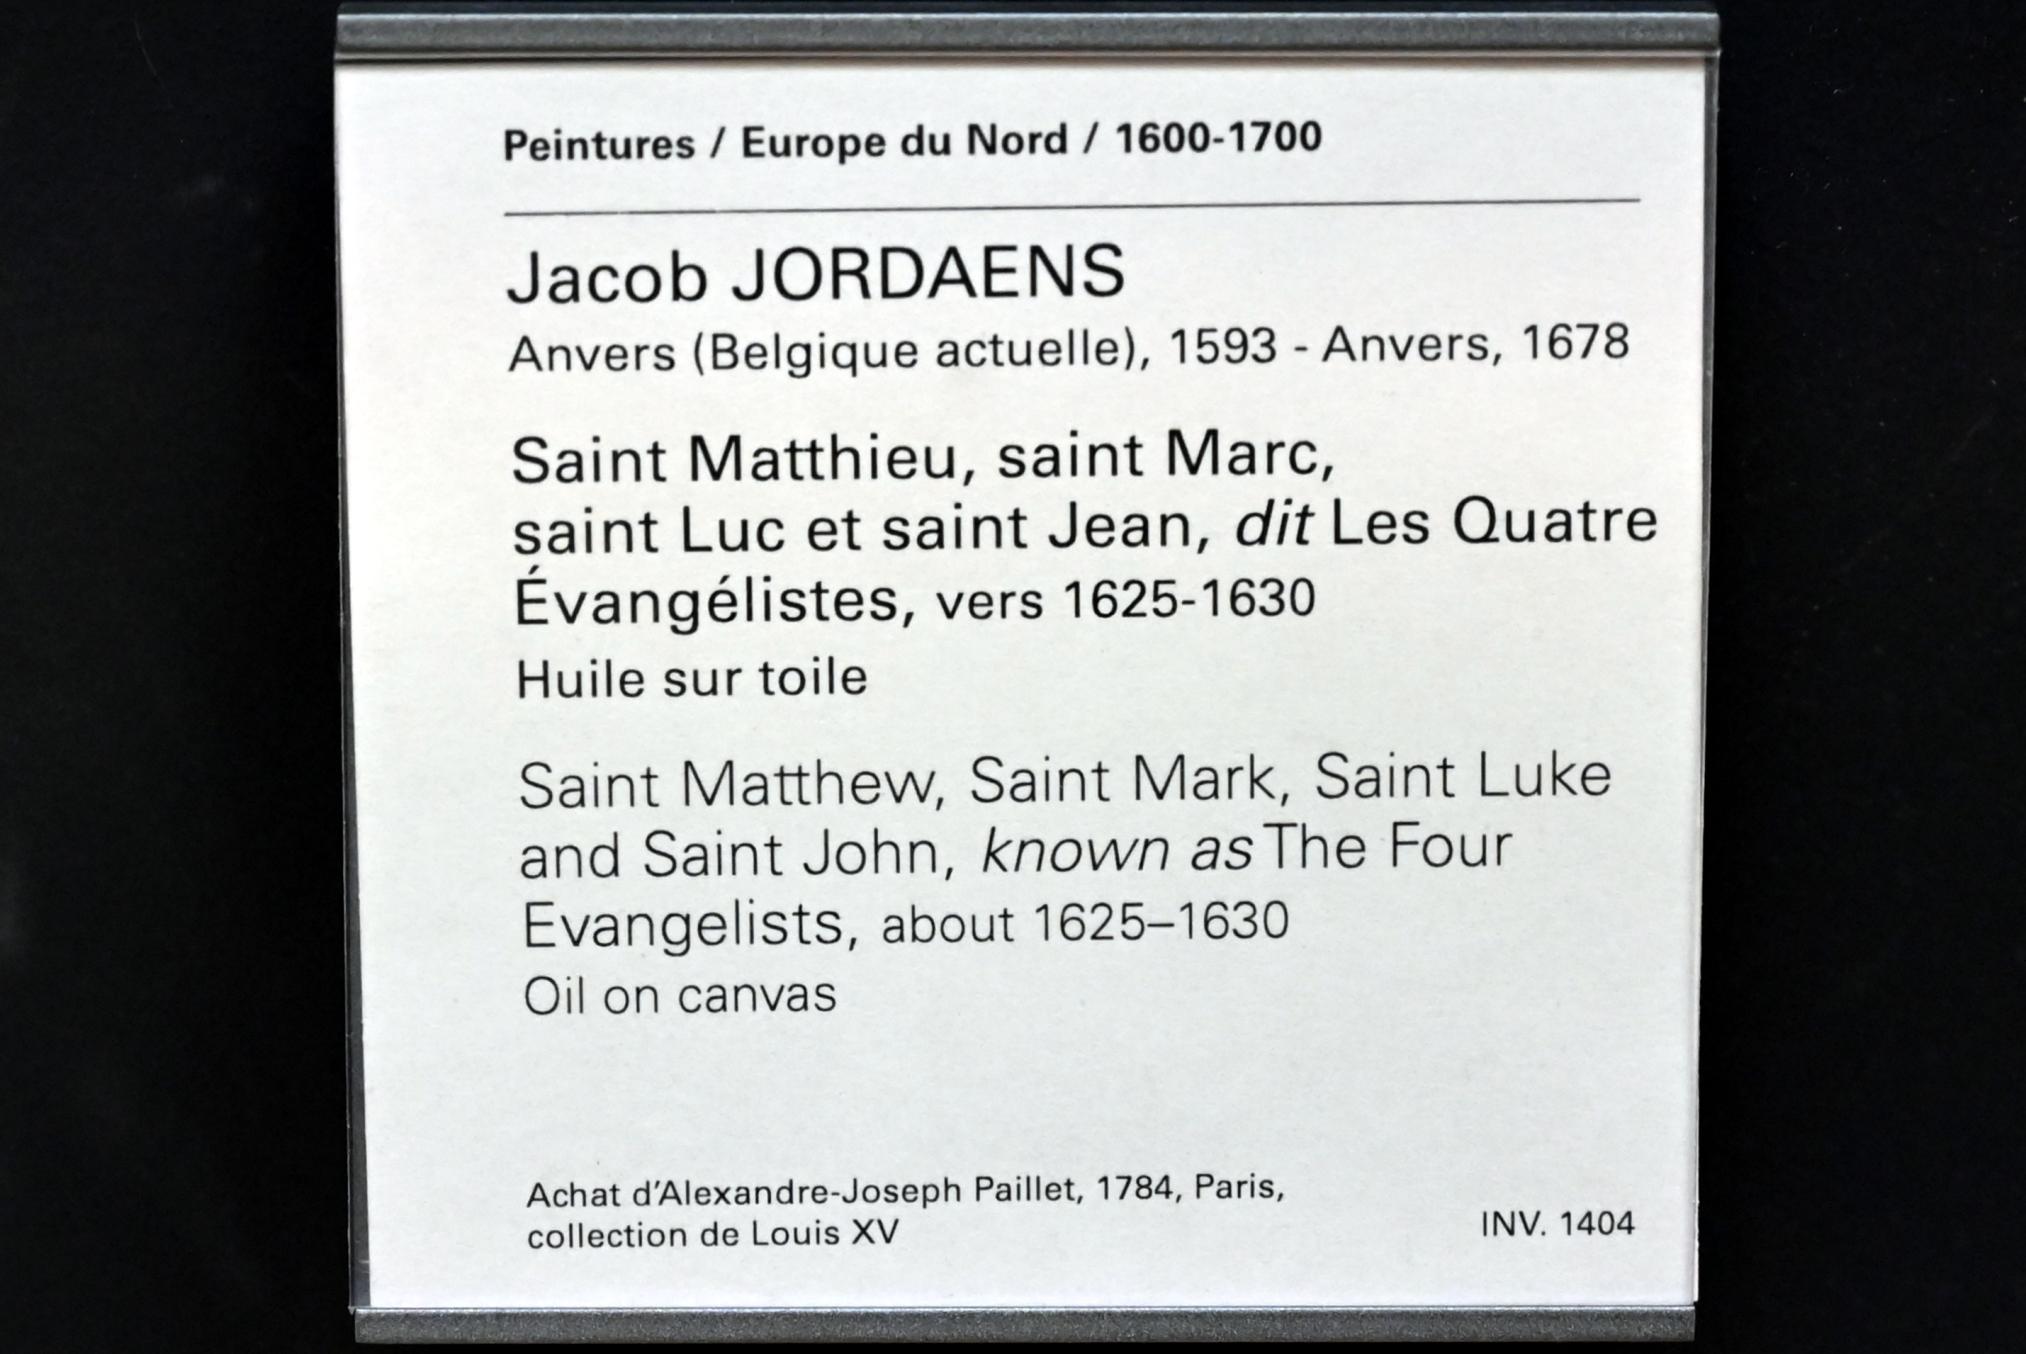 Peintures / Europe du Nord / 1600-1700
Jacob JORDAENS
Anvers (Belgique actuelle), 1593 - Anvers, 1678
Saint Matthieu, saint Marc,
saint Luc et saint Jean, dit Les Quatre
Évangélistes, vers 1625-1630
Huile sur toile
Saint Matthew, Saint Mark, Saint Luke
and Saint John, known as The Four
Evangelists, about 1625–1630
Oil on canvas
Achat d'Alexandre-Joseph Paillet, 1784, Paris,
collection de Louis XV
INV. 1404